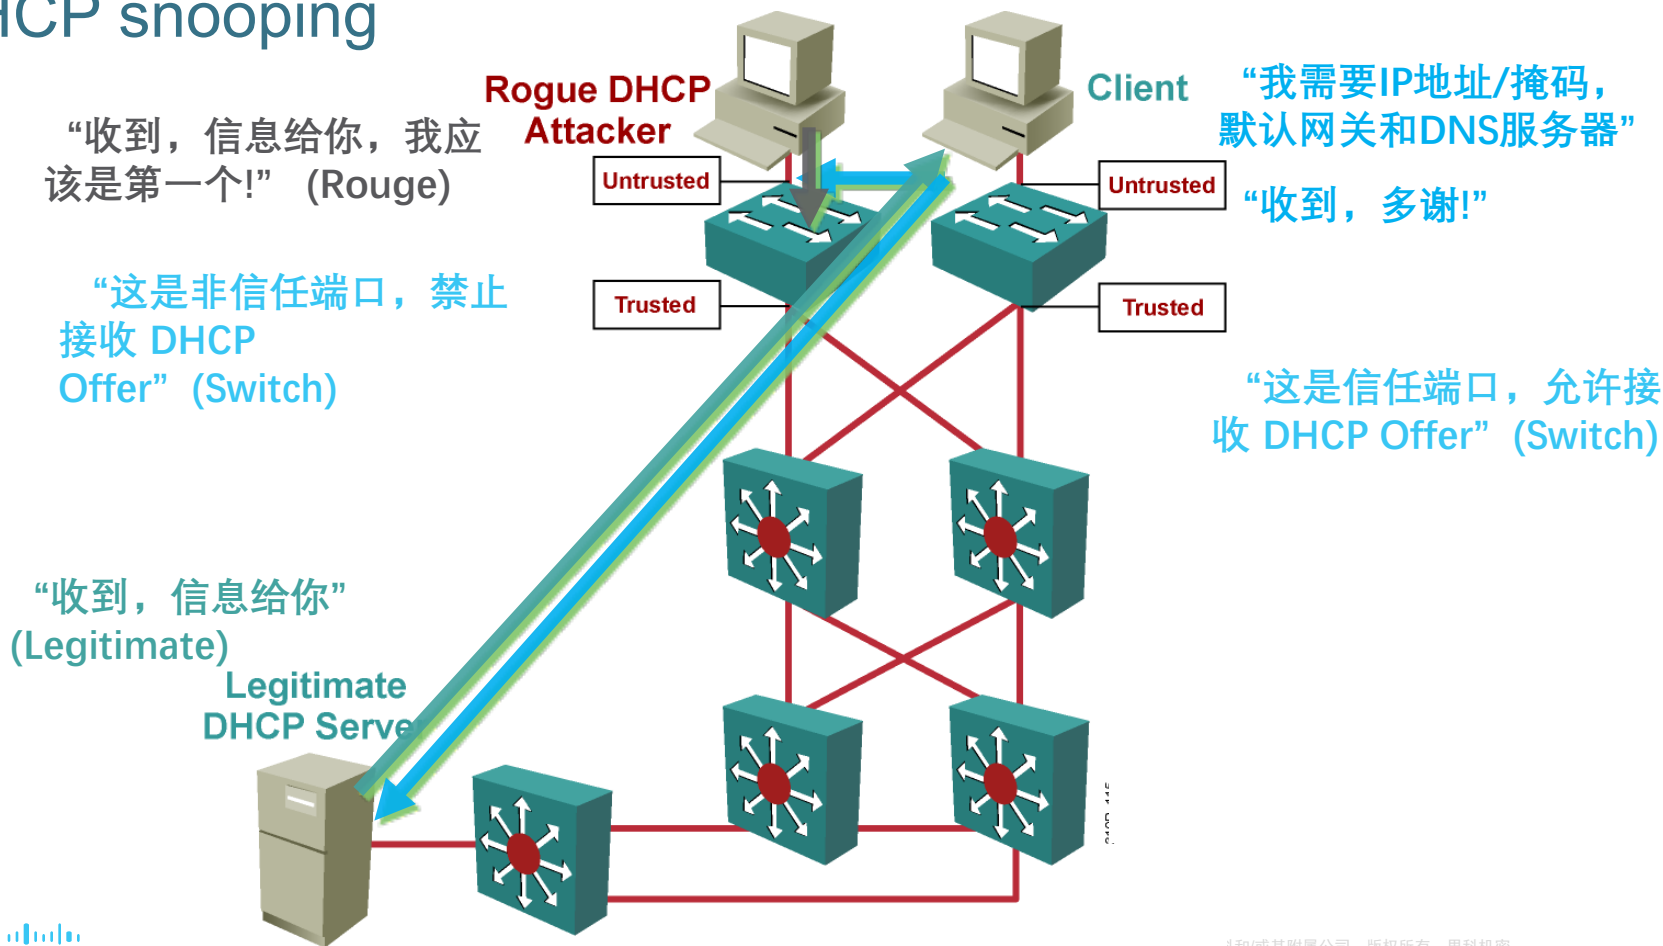 HCP snooping
Rogue DHCP
Attacker
Client
“我需要IP地址/掩码，
默认网关和DNS服务器”
“收到，信息给你，我应
该是第一个!” (Rouge)
Untrusted
Untrusted
“收到，多谢!”
“这是非信任端口，禁止
接收 DHCP
Offer” (Switch)
Trusted
Trusted
“这是信任端口，允许接
收 DHCP Offer” (Switch)
“收到，信息给你”
(Legitimate)
Legitimate
DHCP Server